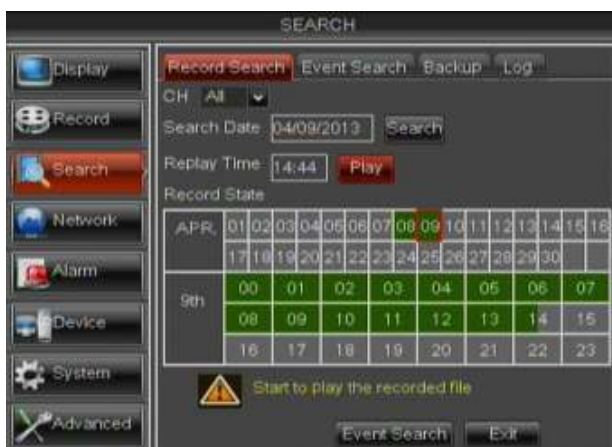 SEARCH
Display
Record
Search
Network
Alarm
Device
System
Advanced
Record Search Event Search Backup Log
CH All
Search Date 04/09/2013 Search
Replay Time 14:44 Play
Record State
APR. 01 02 03 04 05 06 07 08 09 10 11 12 13 14 15 16
17 18 19 20 21 22 23 24 25 26 27 28 29 30
9th 00 01 02 03 04 05 06 07
08 09 10 11 12 13 14 15
16 17 18 19 20 21 22 23
Start to play the recorded file
Event Search Exit